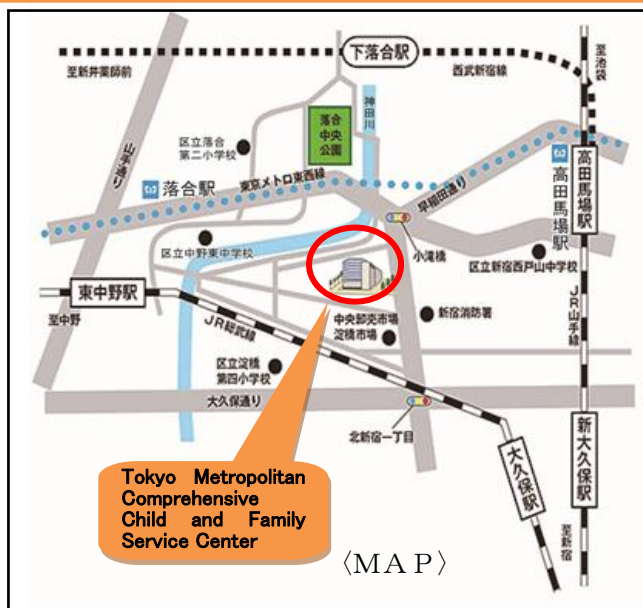 下落合駅
至新井薬師前
西武新宿線
至池袋
神田川
落合
中央
公園
区立落合
第二小学校
山手通り
高田馬場駅
高田馬場駅
落合駅
東京メトロ東西線
早稲田通り
小滝橋
区立中野東中学校
区立新宿西戸山中学校
東中野駅
至中野
JR総武線
中央卸売市場
淀橋市場
新宿消防署
JR山手線
区立淀橋
第四小学校
大久保通り
北新宿一丁目
新大久保駅
大久保駅
至新宿
Tokyo Metropolitan
Comprehensive
Child and Family
Service Center
〈MAP〉